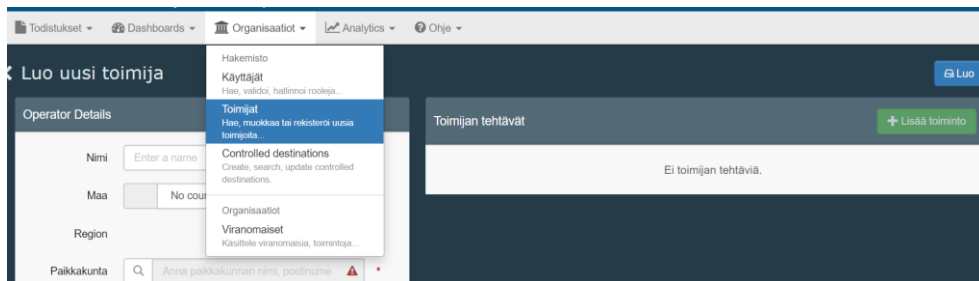 Todistukset Dashboards Organisaatiot Analytics Ohje
Luo uusi toimija
Luo
Hakemisto
Käyttäjät
Hae, validoi, hallinnoi rooleja...
Toimijat
Hae, muokkaa tai rekisteröi uusia
toimijoita...
Controlled destinations
Create, search, update controlled
destinations.
Organisaatiot
Viranomaiset
Käsittele viranomaisia, toimintoja...
Operator Details
Nimi Enter a name
Maa No cou
Region
Paikkakunta Anna paikkakunnan nimi, postinume *
Toimijan tehtävät
Lisää toiminto
Ei toimijan tehtäviä.